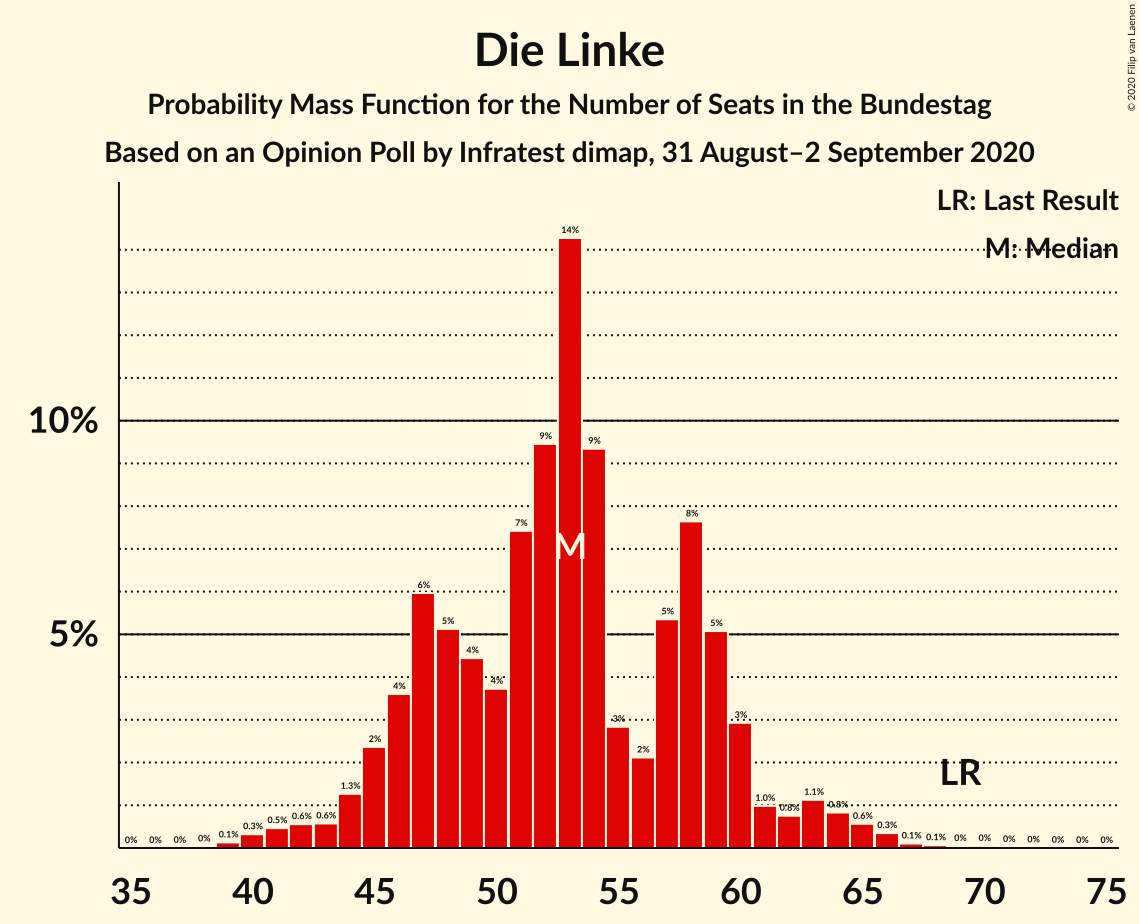 Die Linke
Probability Mass Function for the Number of Seats in the Bundestag
Based on an Opinion Poll by Infratest dimap, 31 August–2 September 2020
© 2020 Filip van Laenen
LR: Last Result
M: Median
10%
5%
0% 0% 0% 0% 0.1% 0.3% 0.5% 0.6% 0.6% 1.3% 2% 4% 6% 5% 4% 4% 7% 9% 14% 9% 3% 2% 5% 8% 5% 3% 1.0% 0.8% 1.1% 0.8% 0.6% 0.3% 0.1% 0.1% 0% 0% 0% 0% 0% 0% 0%
M
LR
35 40 45 50 55 60 65 70 75